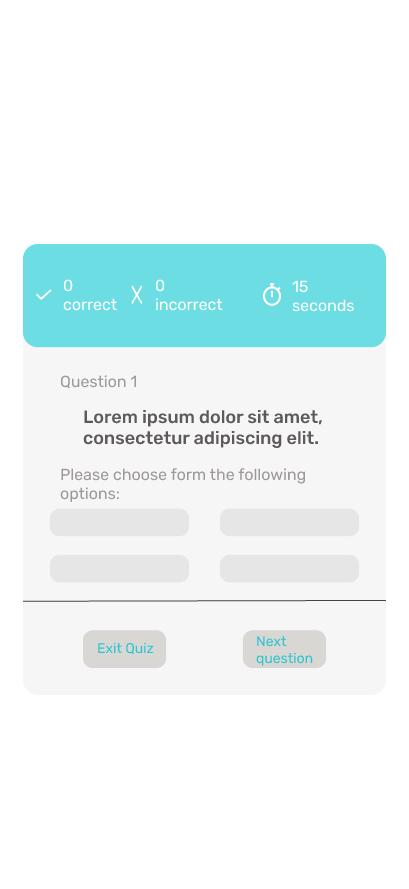 0
correct
0
incorrect
15
seconds
Question 1
Lorem ipsum dolor sit amet,
consectetur adipiscing elit.
Please choose form the following
options:
Exit Quiz
Next
question